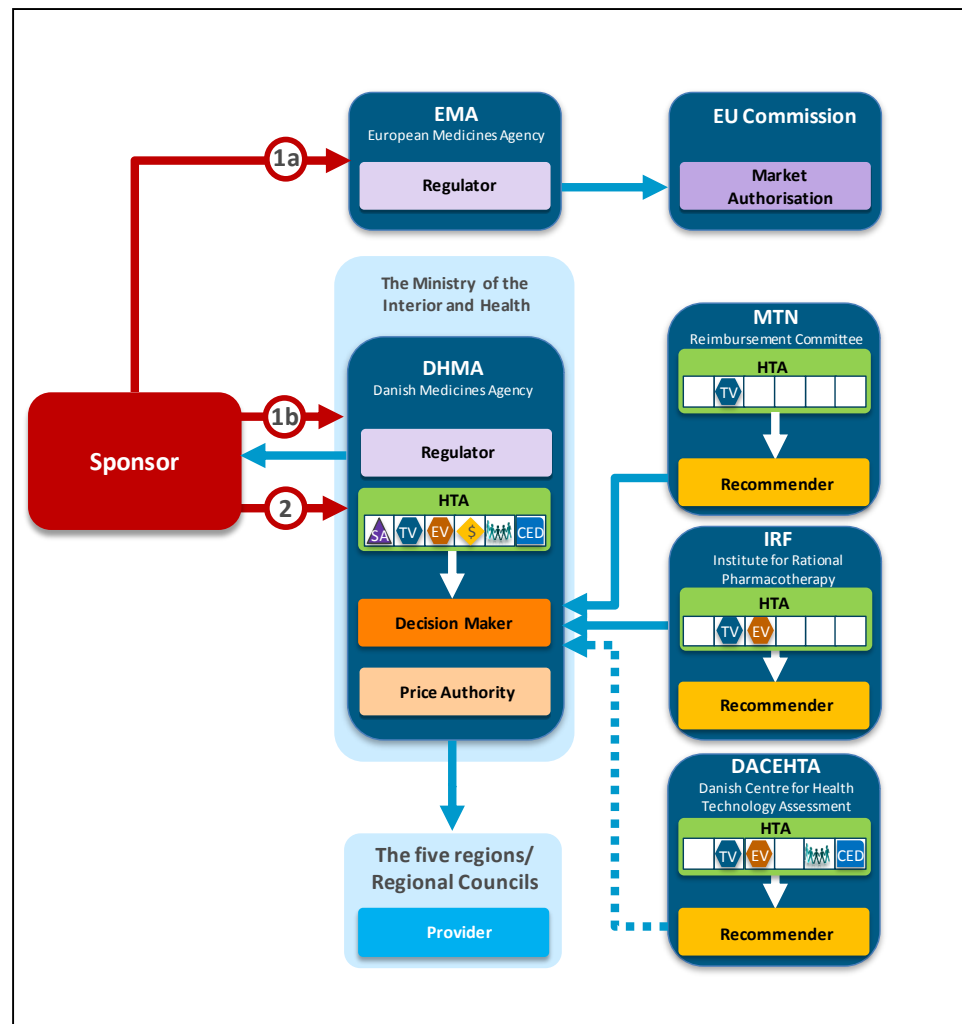 EMA
European Medicines Agency
Regulator
EU Commission
Market
Authorisation
1a
The Ministry of the
Interior and Health
DHMA
Danish Medicines Agency
Regulator
HTA
SA
TV
EV
$
CED
Decision Maker
Price Authority
Sponsor
1b
2
MTN
Reimbursement Committee
HTA
TV
Recommender
IRF
Institute for Rational
Pharmacotherapy
HTA
TV
EV
Recommender
DACEHTA
Danish Centre for Health
Technology Assessment
HTA
TV
EV
CED
Recommender
The five regions/
Regional Councils
Provider